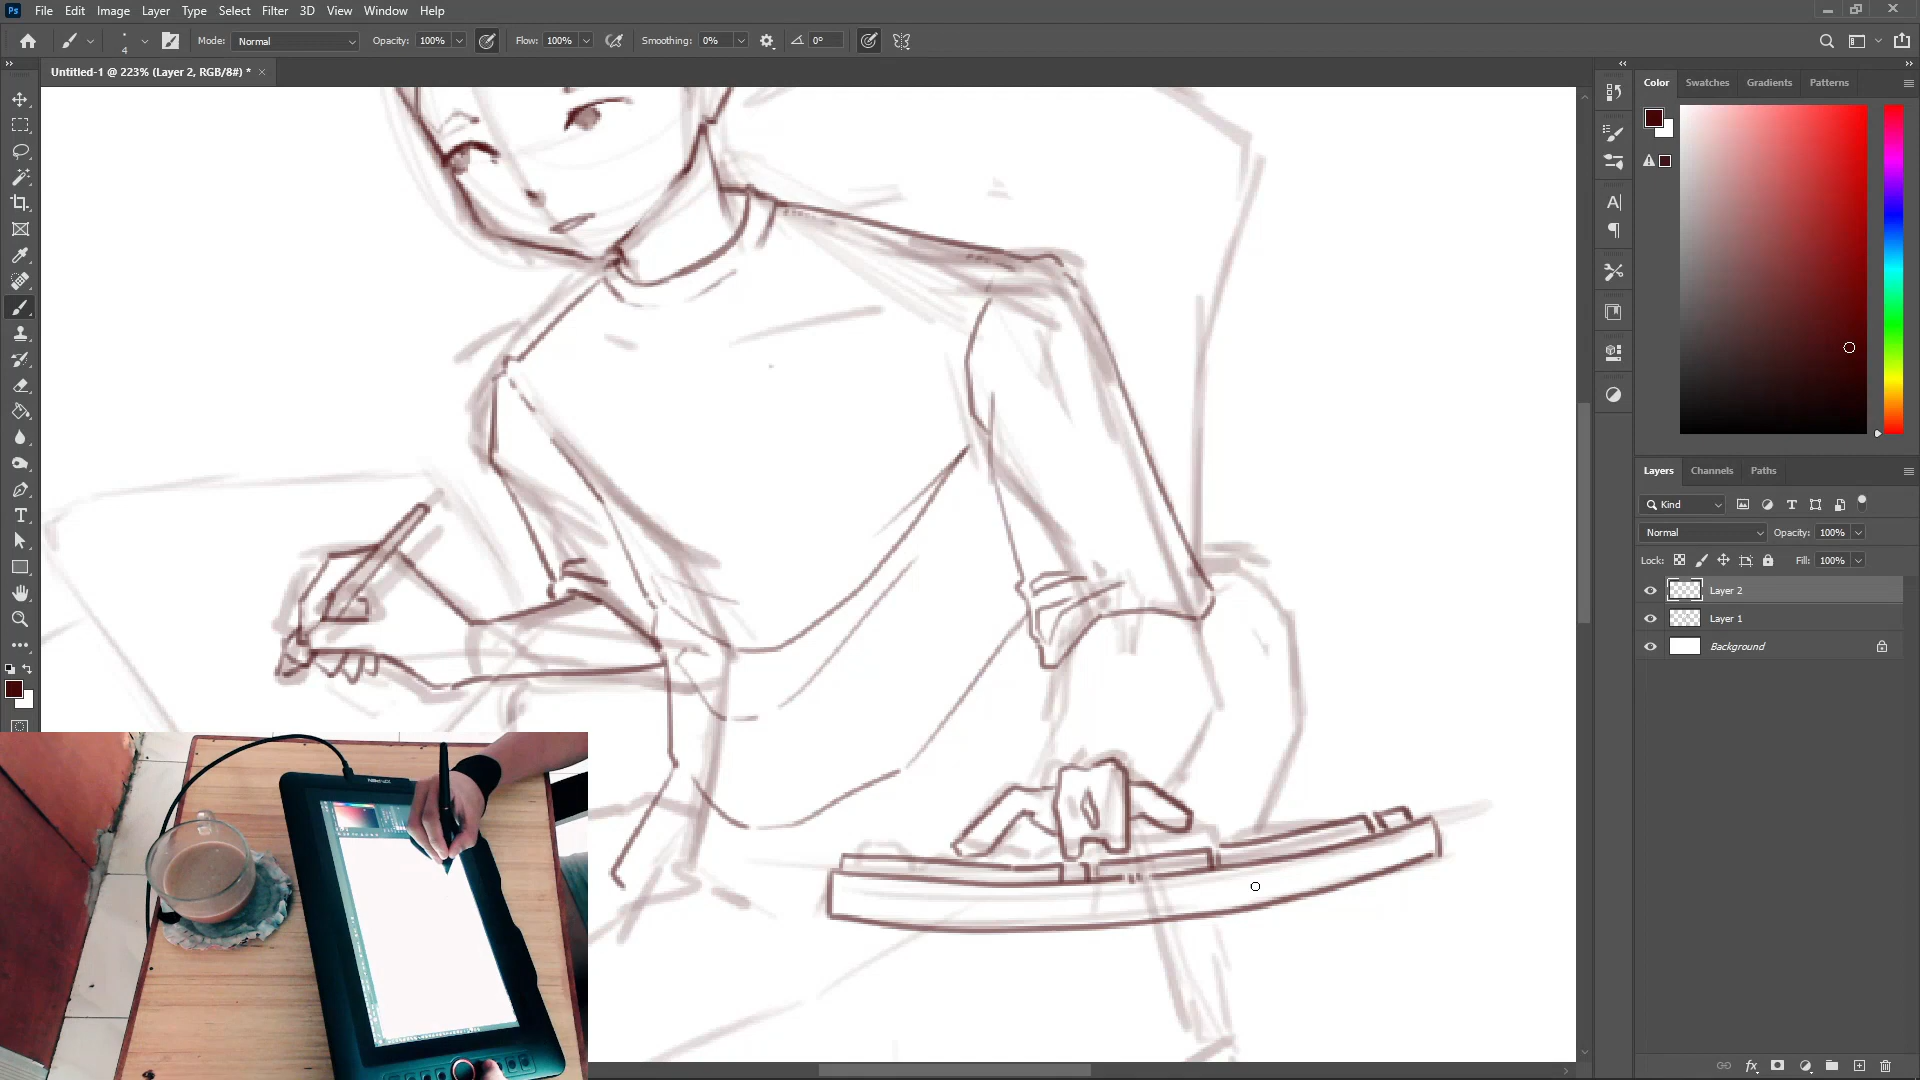 Ps File Edit Image Layer Type Select Filter 3D View Window Help
4 Mode: Normal Opacity: 100% Flow: 100% Smoothing: 0% 0°
Untitled-1 @ 223% (Layer 2, RGB/8#) *
Color Swatches Gradients Patterns
Layers Channels Paths
Kind
Normal Opacity: 100%
Lock: Fill: 100%
Layer 2
Layer 1
Background